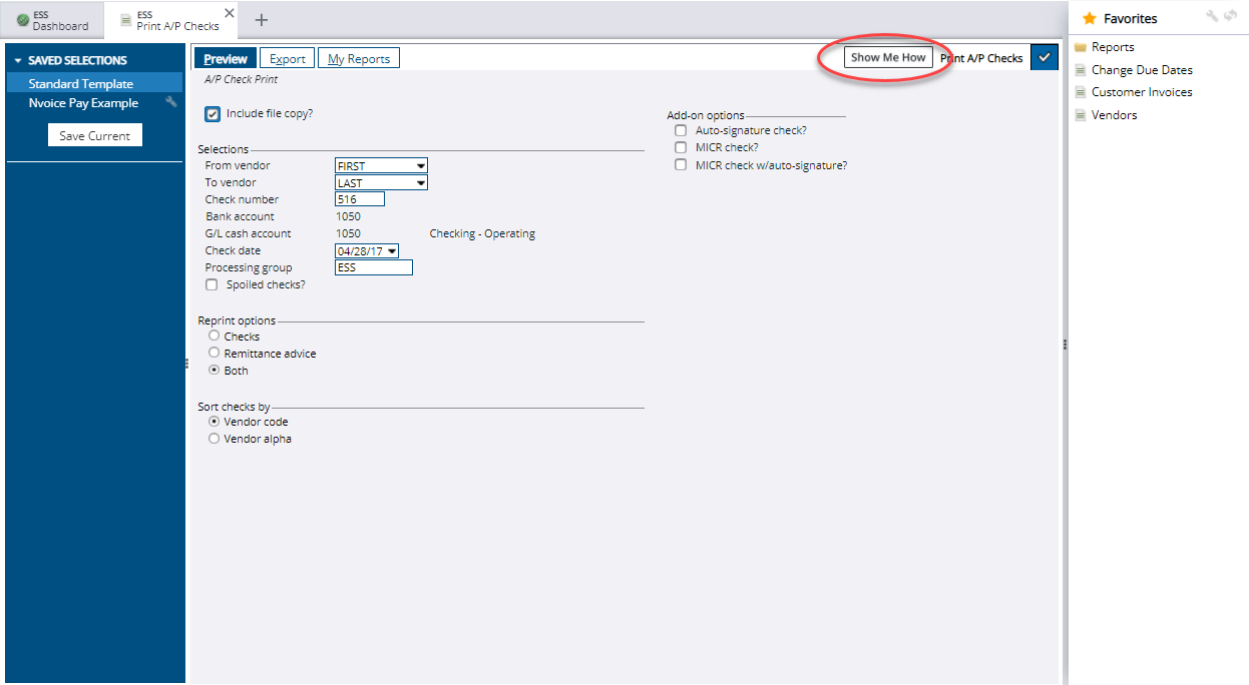 ESS
Dashboard
ESS
Print A/P Checks
Favorites
Reports
Change Due Dates
Customer Invoices
Vendors
SAVED SELECTIONS
Standard Template
Nvoice Pay Example
Save Current
Preview Export My Reports
Show Me How Print A/P Checks
A/P Check Print
Include file copy?
Selections
From vendor FIRST
To vendor LAST
Check number 516
Bank account 1050
G/L cash account 1050 Checking - Operating
Check date 04/28/17
Processing group ESS
Spoiled checks?
Reprint options
Checks
Remittance advice
Both
Sort checks by
Vendor code
Vendor alpha
Add-on options
Auto-signature check?
MICR check?
MICR check w/auto-signature?